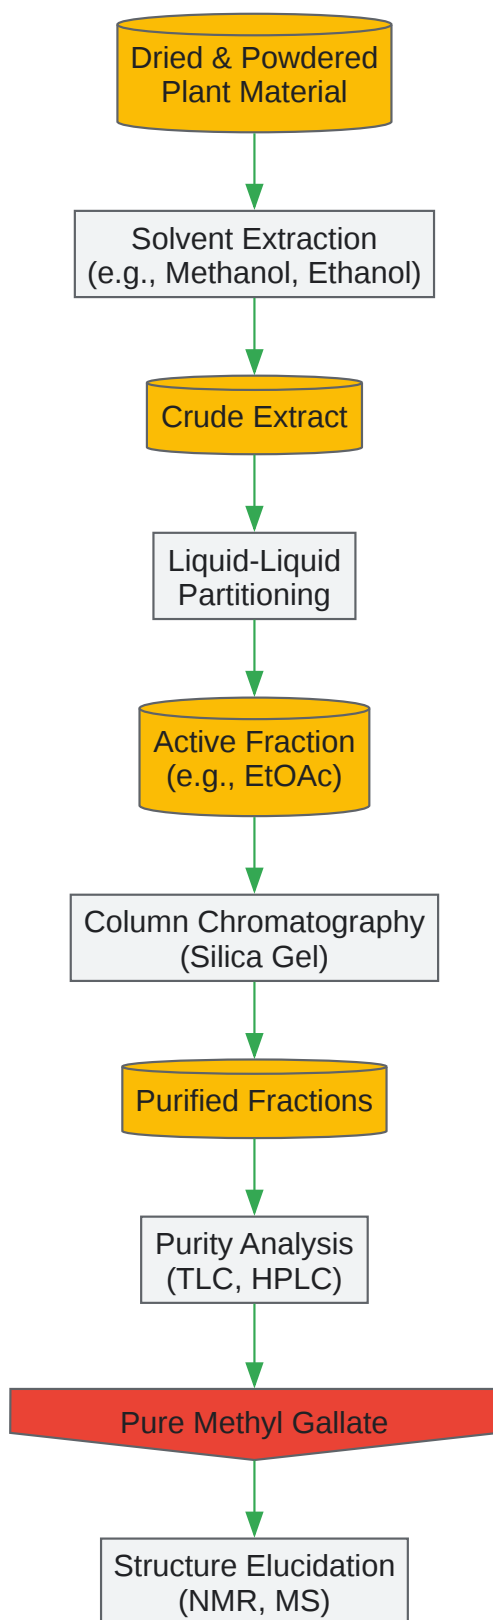 Dried & Powdered
Plant Material
Solvent Extraction
(e.g., Methanol, Ethanol)
Crude Extract
Liquid-Liquid
Partitioning
Active Fraction
(e.g., EtOAc)
Column Chromatography
(Silica Gel)
Purified Fractions
Purity Analysis
(TLC, HPLC)
Pure Methyl Gallate
Structure Elucidation
(NMR, MS)